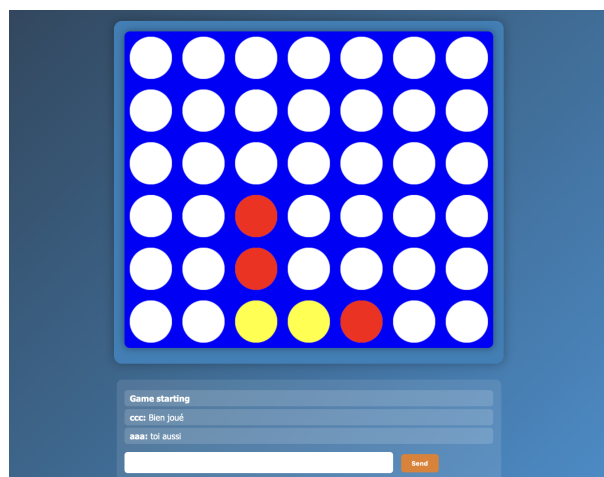 Game starting
ccc: Bien joué
aaa: toi aussi
Send